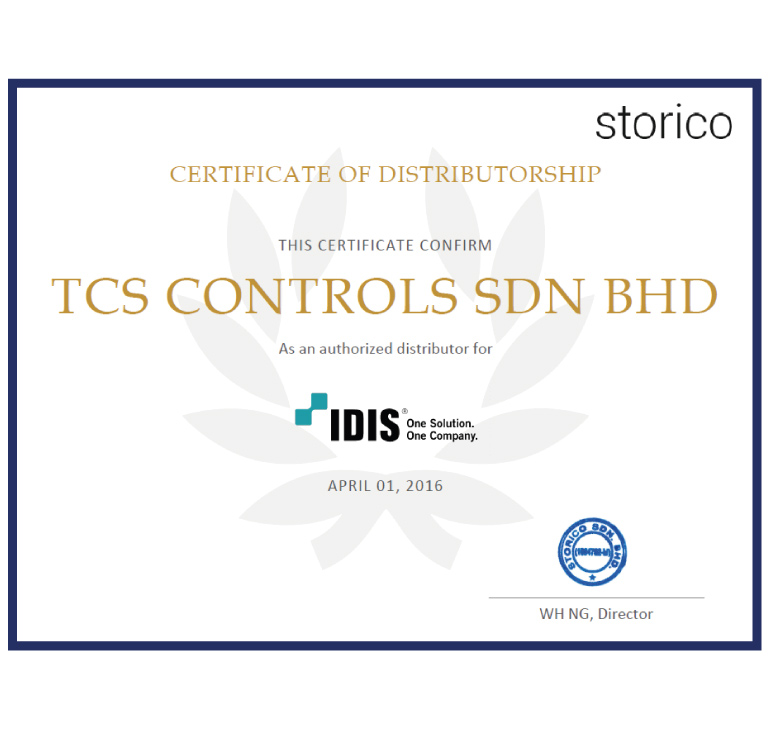 storico
CERTIFICATE OF DISTRIBUTORSHIP
THIS CERTIFICATE CONFIRM
TCS CONTROLS SDN BHD
As an authorized distributor for
IDIS® One Solution.
One Company.
APRIL 01, 2016
STORICO SDN. BHD.
WH NG, Director